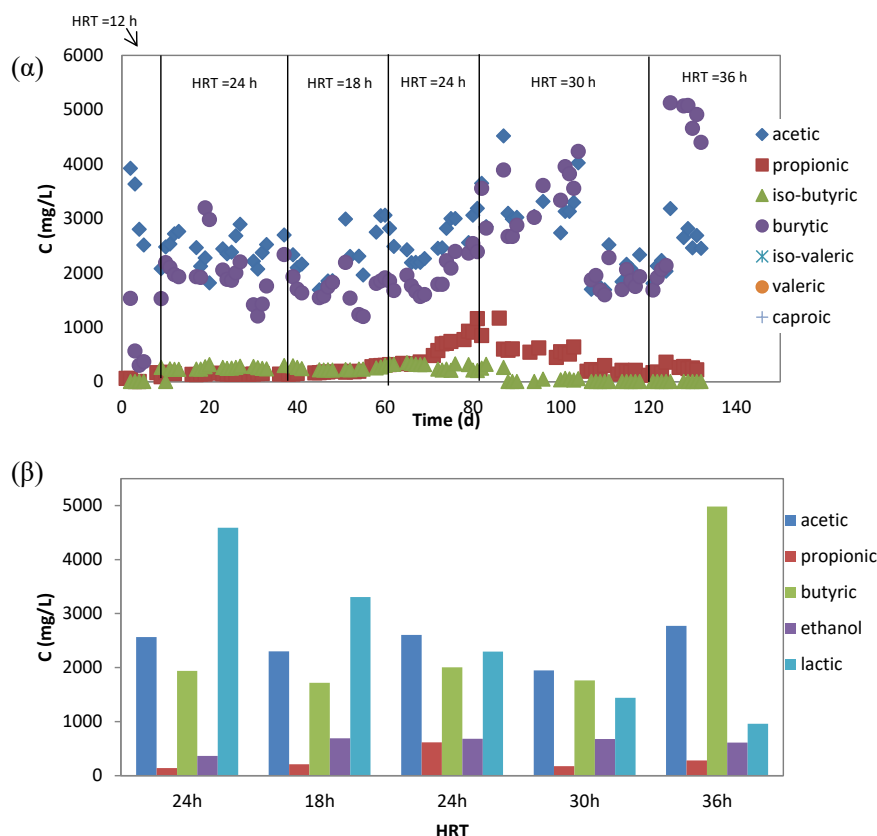 HRT =12 h
(α)
6000
5000
4000
3000
2000
1000
0
C (mg/L)
HRT =24 h
HRT =18 h
HRT =24 h
HRT =30 h
HRT =36 h
acetic
propionic
iso-butyric
burytic
iso-valeric
valeric
caproic
0 20 40 60 80 100 120 140
Time (d)
(β)
5000
4000
3000
2000
1000
0
C (mg/L)
acetic
propionic
butyric
ethanol
lactic
24h 18h 24h 30h 36h
HRT